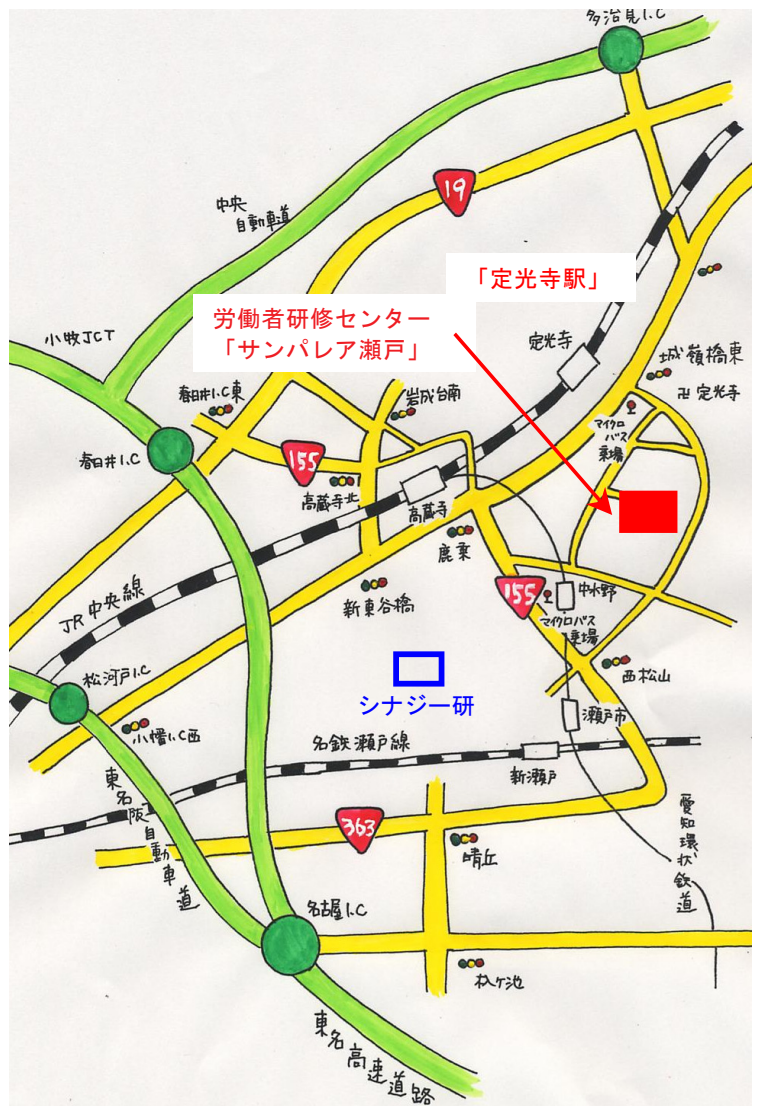 多治見I.C
19
中央
自動車道
「定光寺駅」
労働者研修センター
「サンパレア瀬戸」
小牧JCT
定光寺
城嶺橋東
卍定光寺
春日井I.C東
岩成台南
マイクロ
バス
乗場
春日井I.C
155
高蔵寺北
高蔵寺
鹿乗
JR中央線
新東谷橋
155
中水野
マイクロバス
乗場
松河戸I.C
シナジー研
西松山
小幡I.C西
瀬戸市
名鉄瀬戸線
新瀬戸
東名阪自動車道
363
晴丘
愛知環状鉄道
名古屋I.C
杁ヶ池
東名高速道路